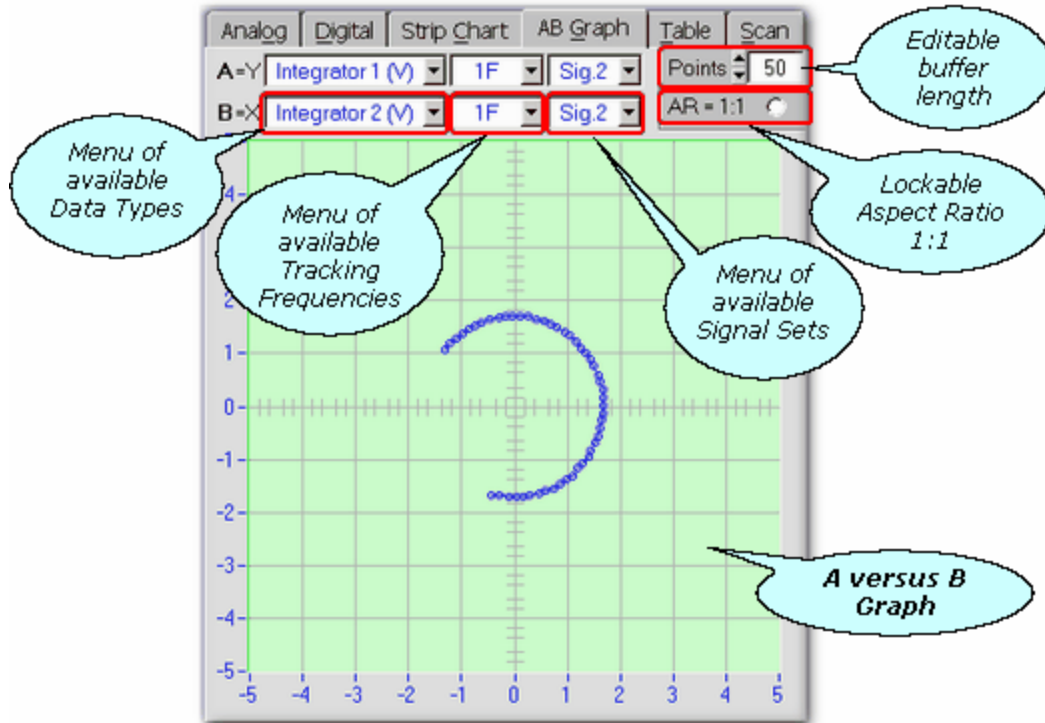 Analog Digital Strip Chart AB Graph Table Scan
A=Y Integrator 1 (V) 1F Sig.2 Points 50
B=X Integrator 2 (V) 1F Sig.2 AR = 1:1
Editable
buffer
length
Menu of
available
Data Types
Menu of
available
Tracking
Frequencies
Menu of
available
Signal Sets
Lockable
Aspect Ratio
1:1
A versus B
Graph
4-
2-
1-
0-
-1-
-2-
-3-
-4-
-5-
-5 -4 -3 -2 -1 0 1 2 3 4 5